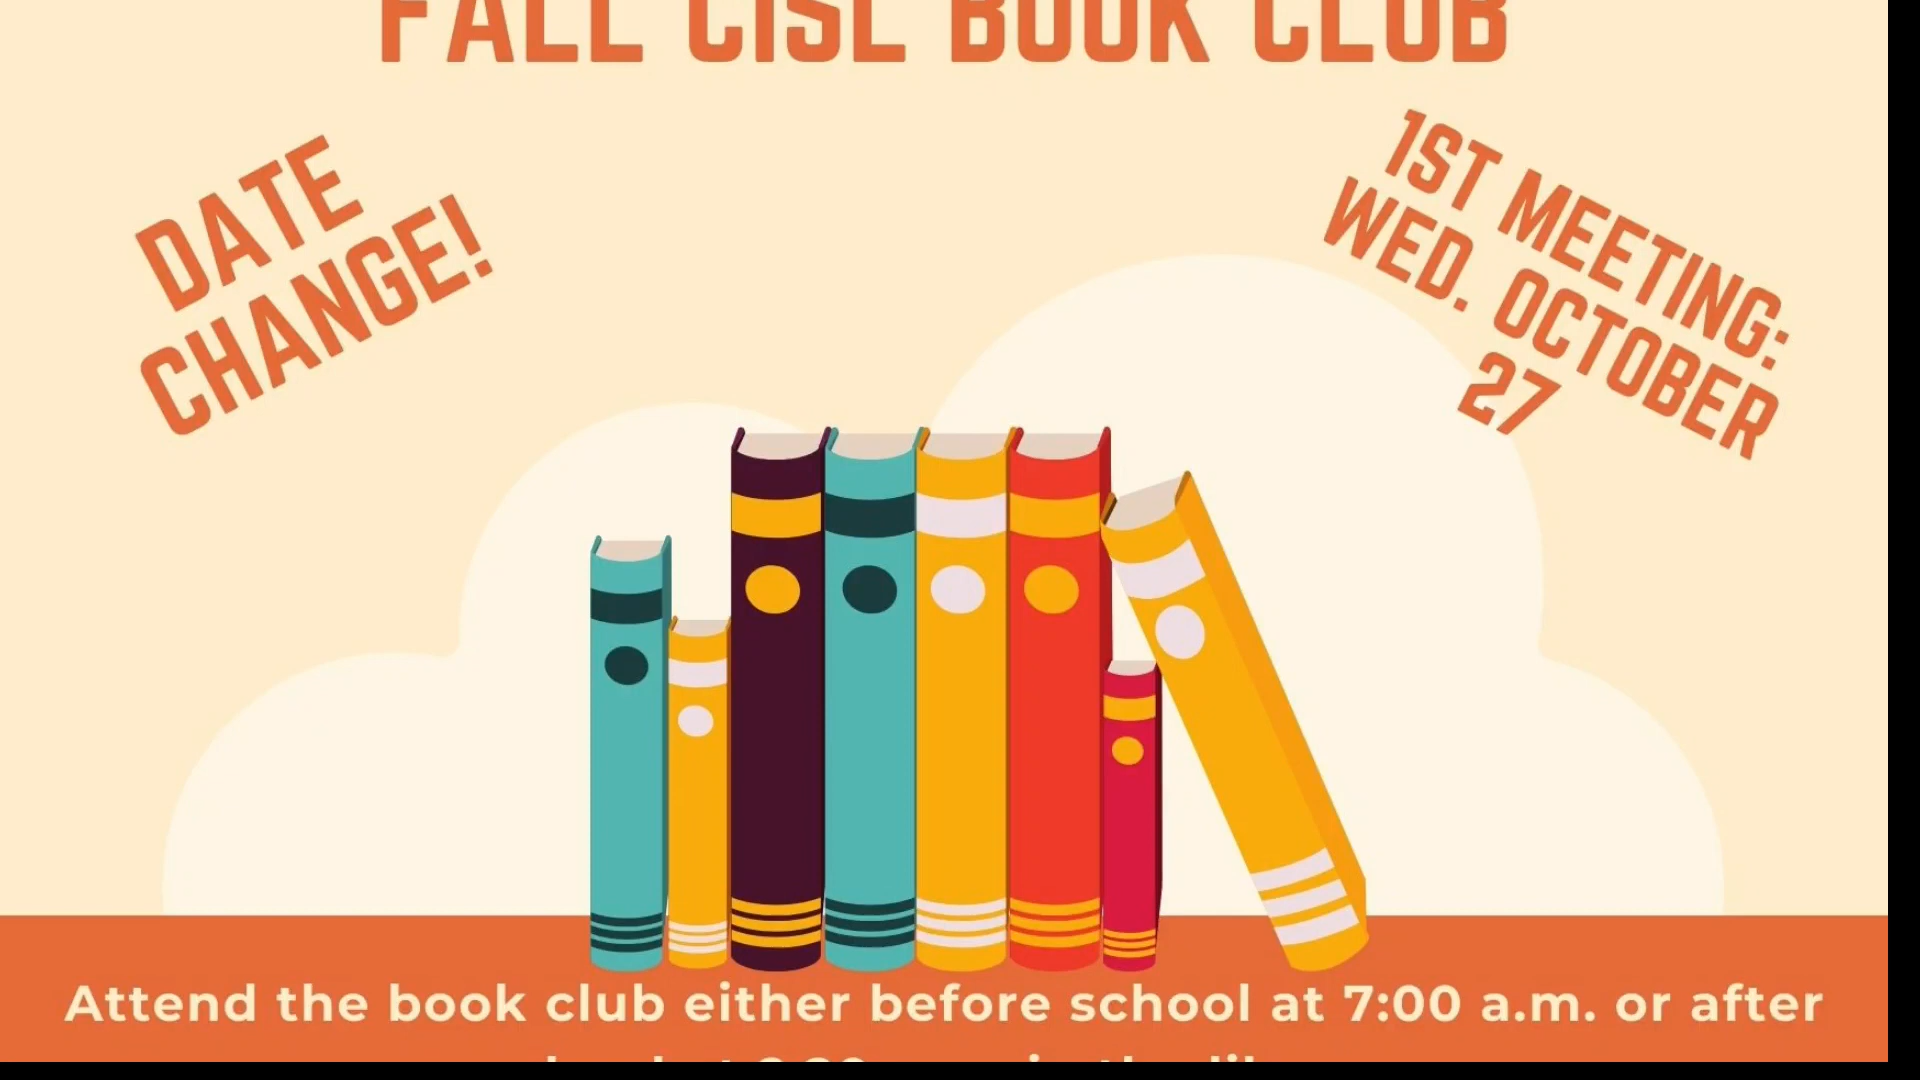 FALL CISL BOOK CLUB
DATE
CHANGE!
1ST MEETING:
WED. OCTOBER
27
Attend the book club either before school at 7:00 a.m. or after